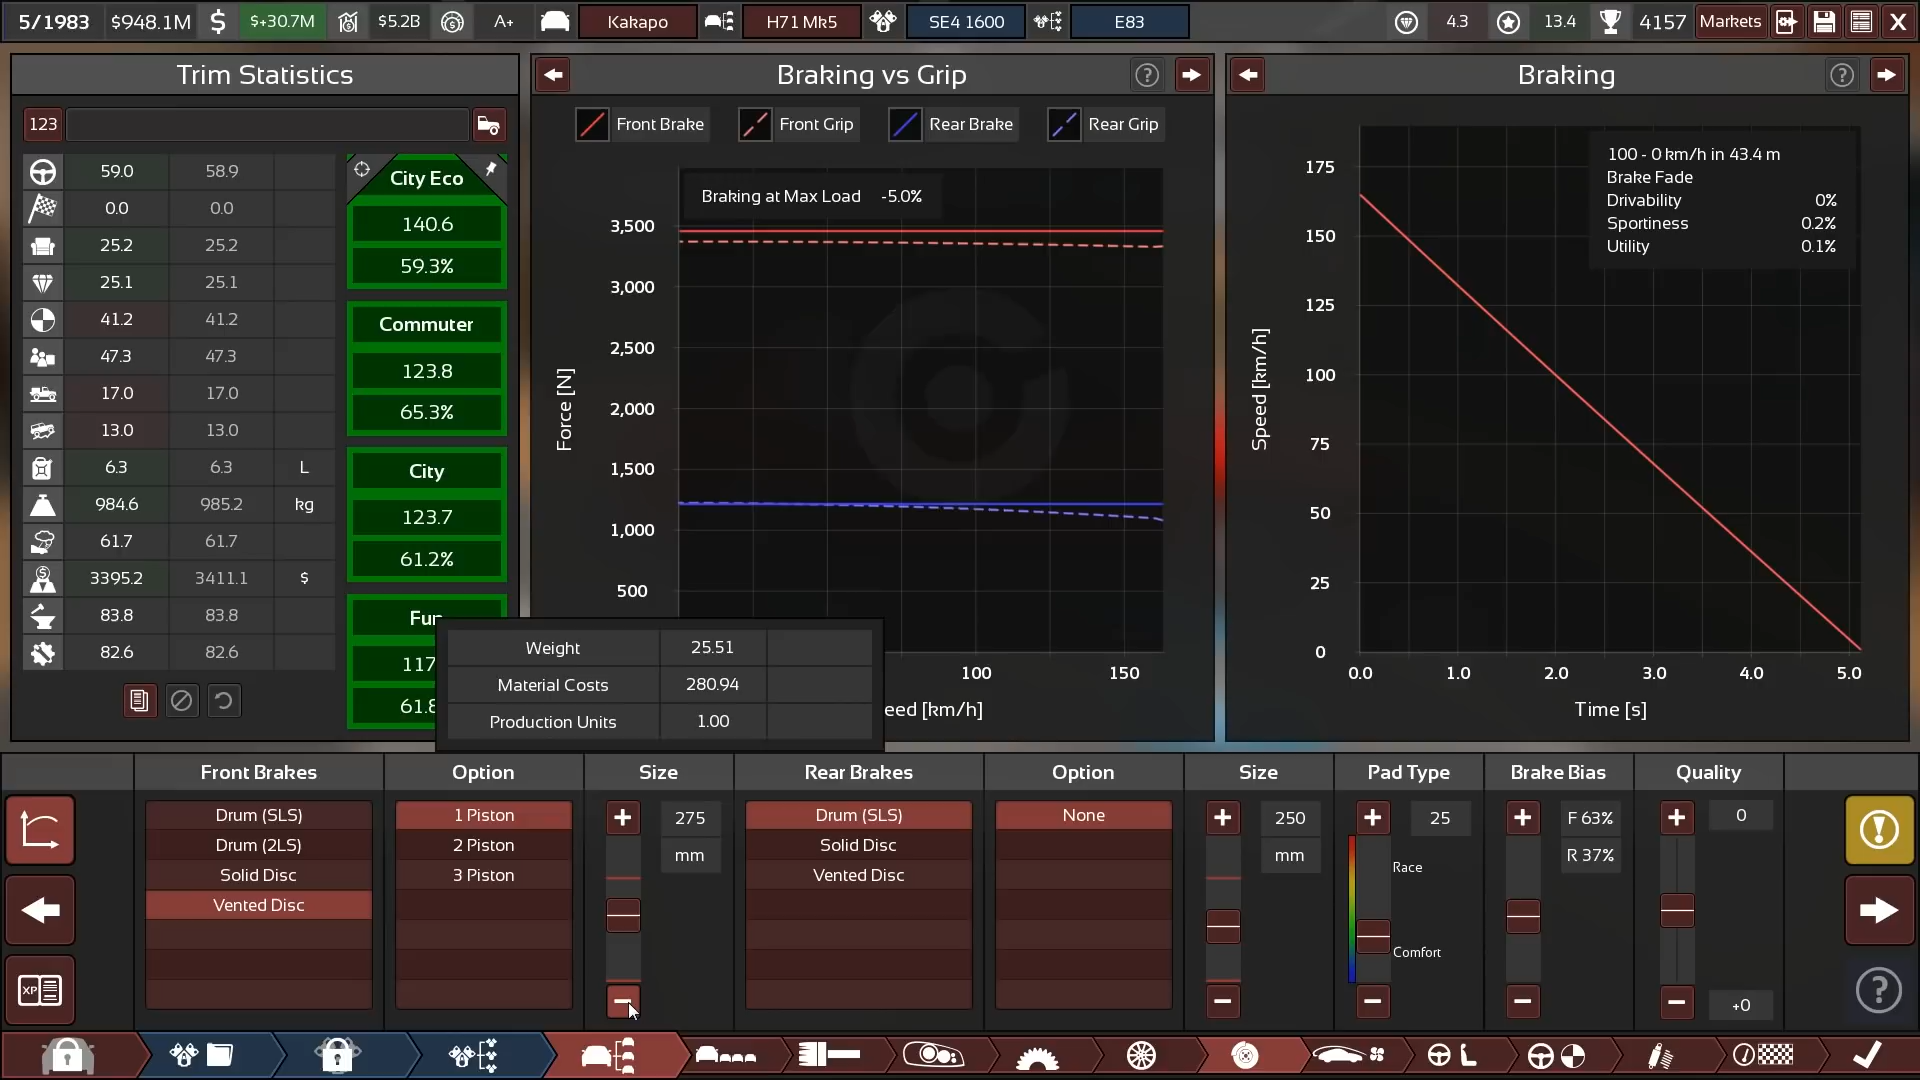 5/1983
$948.1M
$+30.7M
$5.2B
A+
Kakapo
H71 Mk5
SE4 1600
E83
4.3
13.4
4157
Markets
Trim Statistics
123
59.0 58.9
0.0 0.0
25.2 25.2
25.1 25.1
41.2 41.2
47.3 47.3
17.0 17.0
13.0 13.0
6.3 6.3 L
984.6 985.2 kg
61.7 61.7
3395.2 3411.1 $
83.8 83.8
82.6 82.6
City Eco
140.6
59.3%
Commuter
123.8
65.3%
City
123.7
61.2%
Fun
117
61.8
Weight 25.51
Material Costs 280.94
Production Units 1.00
Braking vs Grip
?
Front Brake
Front Grip
Rear Brake
Rear Grip
Braking at Max Load -5.0%
3,500
3,000
2,500
2,000
1,500
1,000
500
Force [N]
100 150
eed [km/h]
Braking
?
100 - 0 km/h in 43.4 m
Brake Fade
Drivability 0%
Sportiness 0.2%
Utility 0.1%
175
150
125
100
75
50
25
0
Speed [km/h]
0.0 1.0 2.0 3.0 4.0 5.0
Time [s]
Front Brakes
Drum (SLS)
Drum (2LS)
Solid Disc
Vented Disc
Option
1 Piston
2 Piston
3 Piston
Size
275
mm
Rear Brakes
Drum (SLS)
Solid Disc
Vented Disc
Option
None
Size
250
mm
Pad Type
25
Race
Comfort
Brake Bias
F 63%
R 37%
Quality
0
+0
XP
?